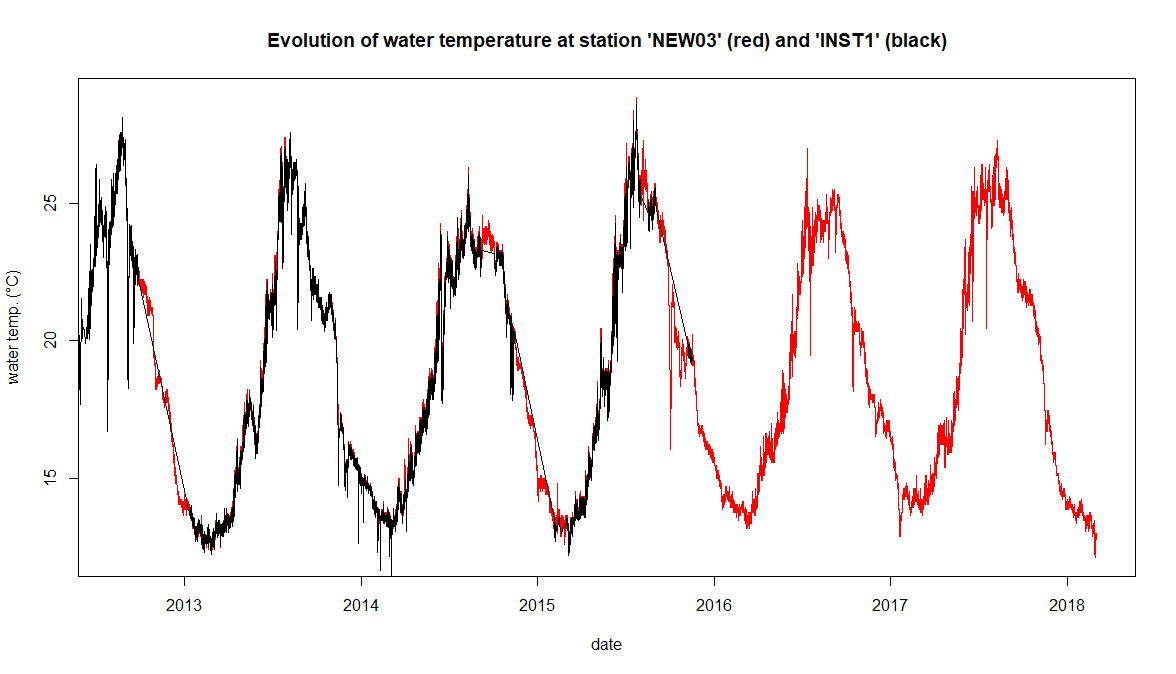 Evolution of water temperature at station 'NEW03' (red) and 'INST1' (black)
water temp. (°C)
25
20
15
2013 2014 2015 2016 2017 2018
date